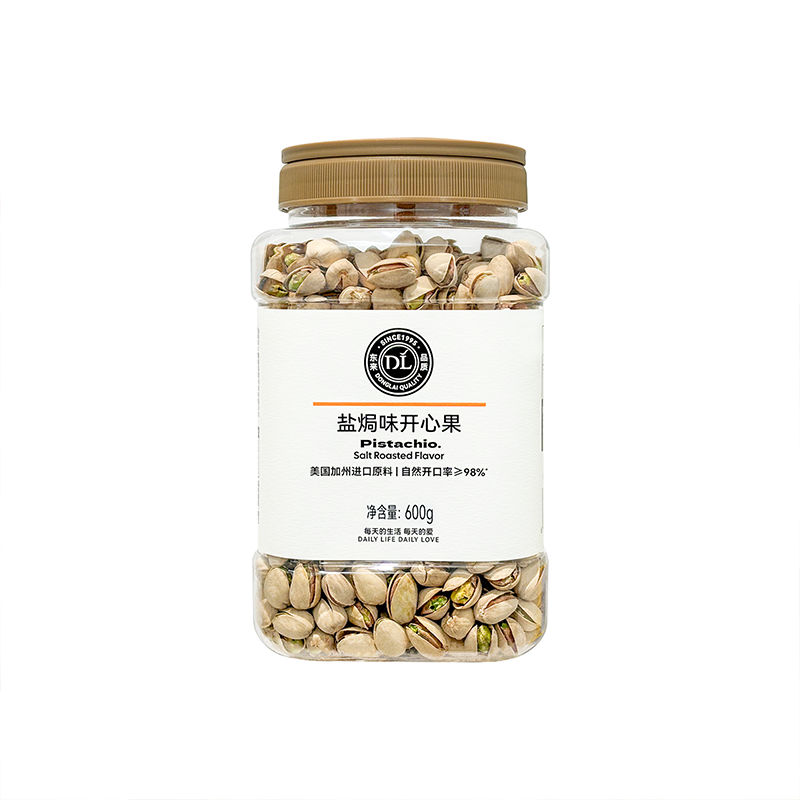 SINCE1995
东来 DL 品质
DONGLAI QUALITY
盐焗味开心果
Pistachio.
Salt Roasted Flavor
美国加州进口原料 | 自然开口率≥98%*
净含量: 600g
每天的生活 每天的爱
DAILY LIFE DAILY LOVE